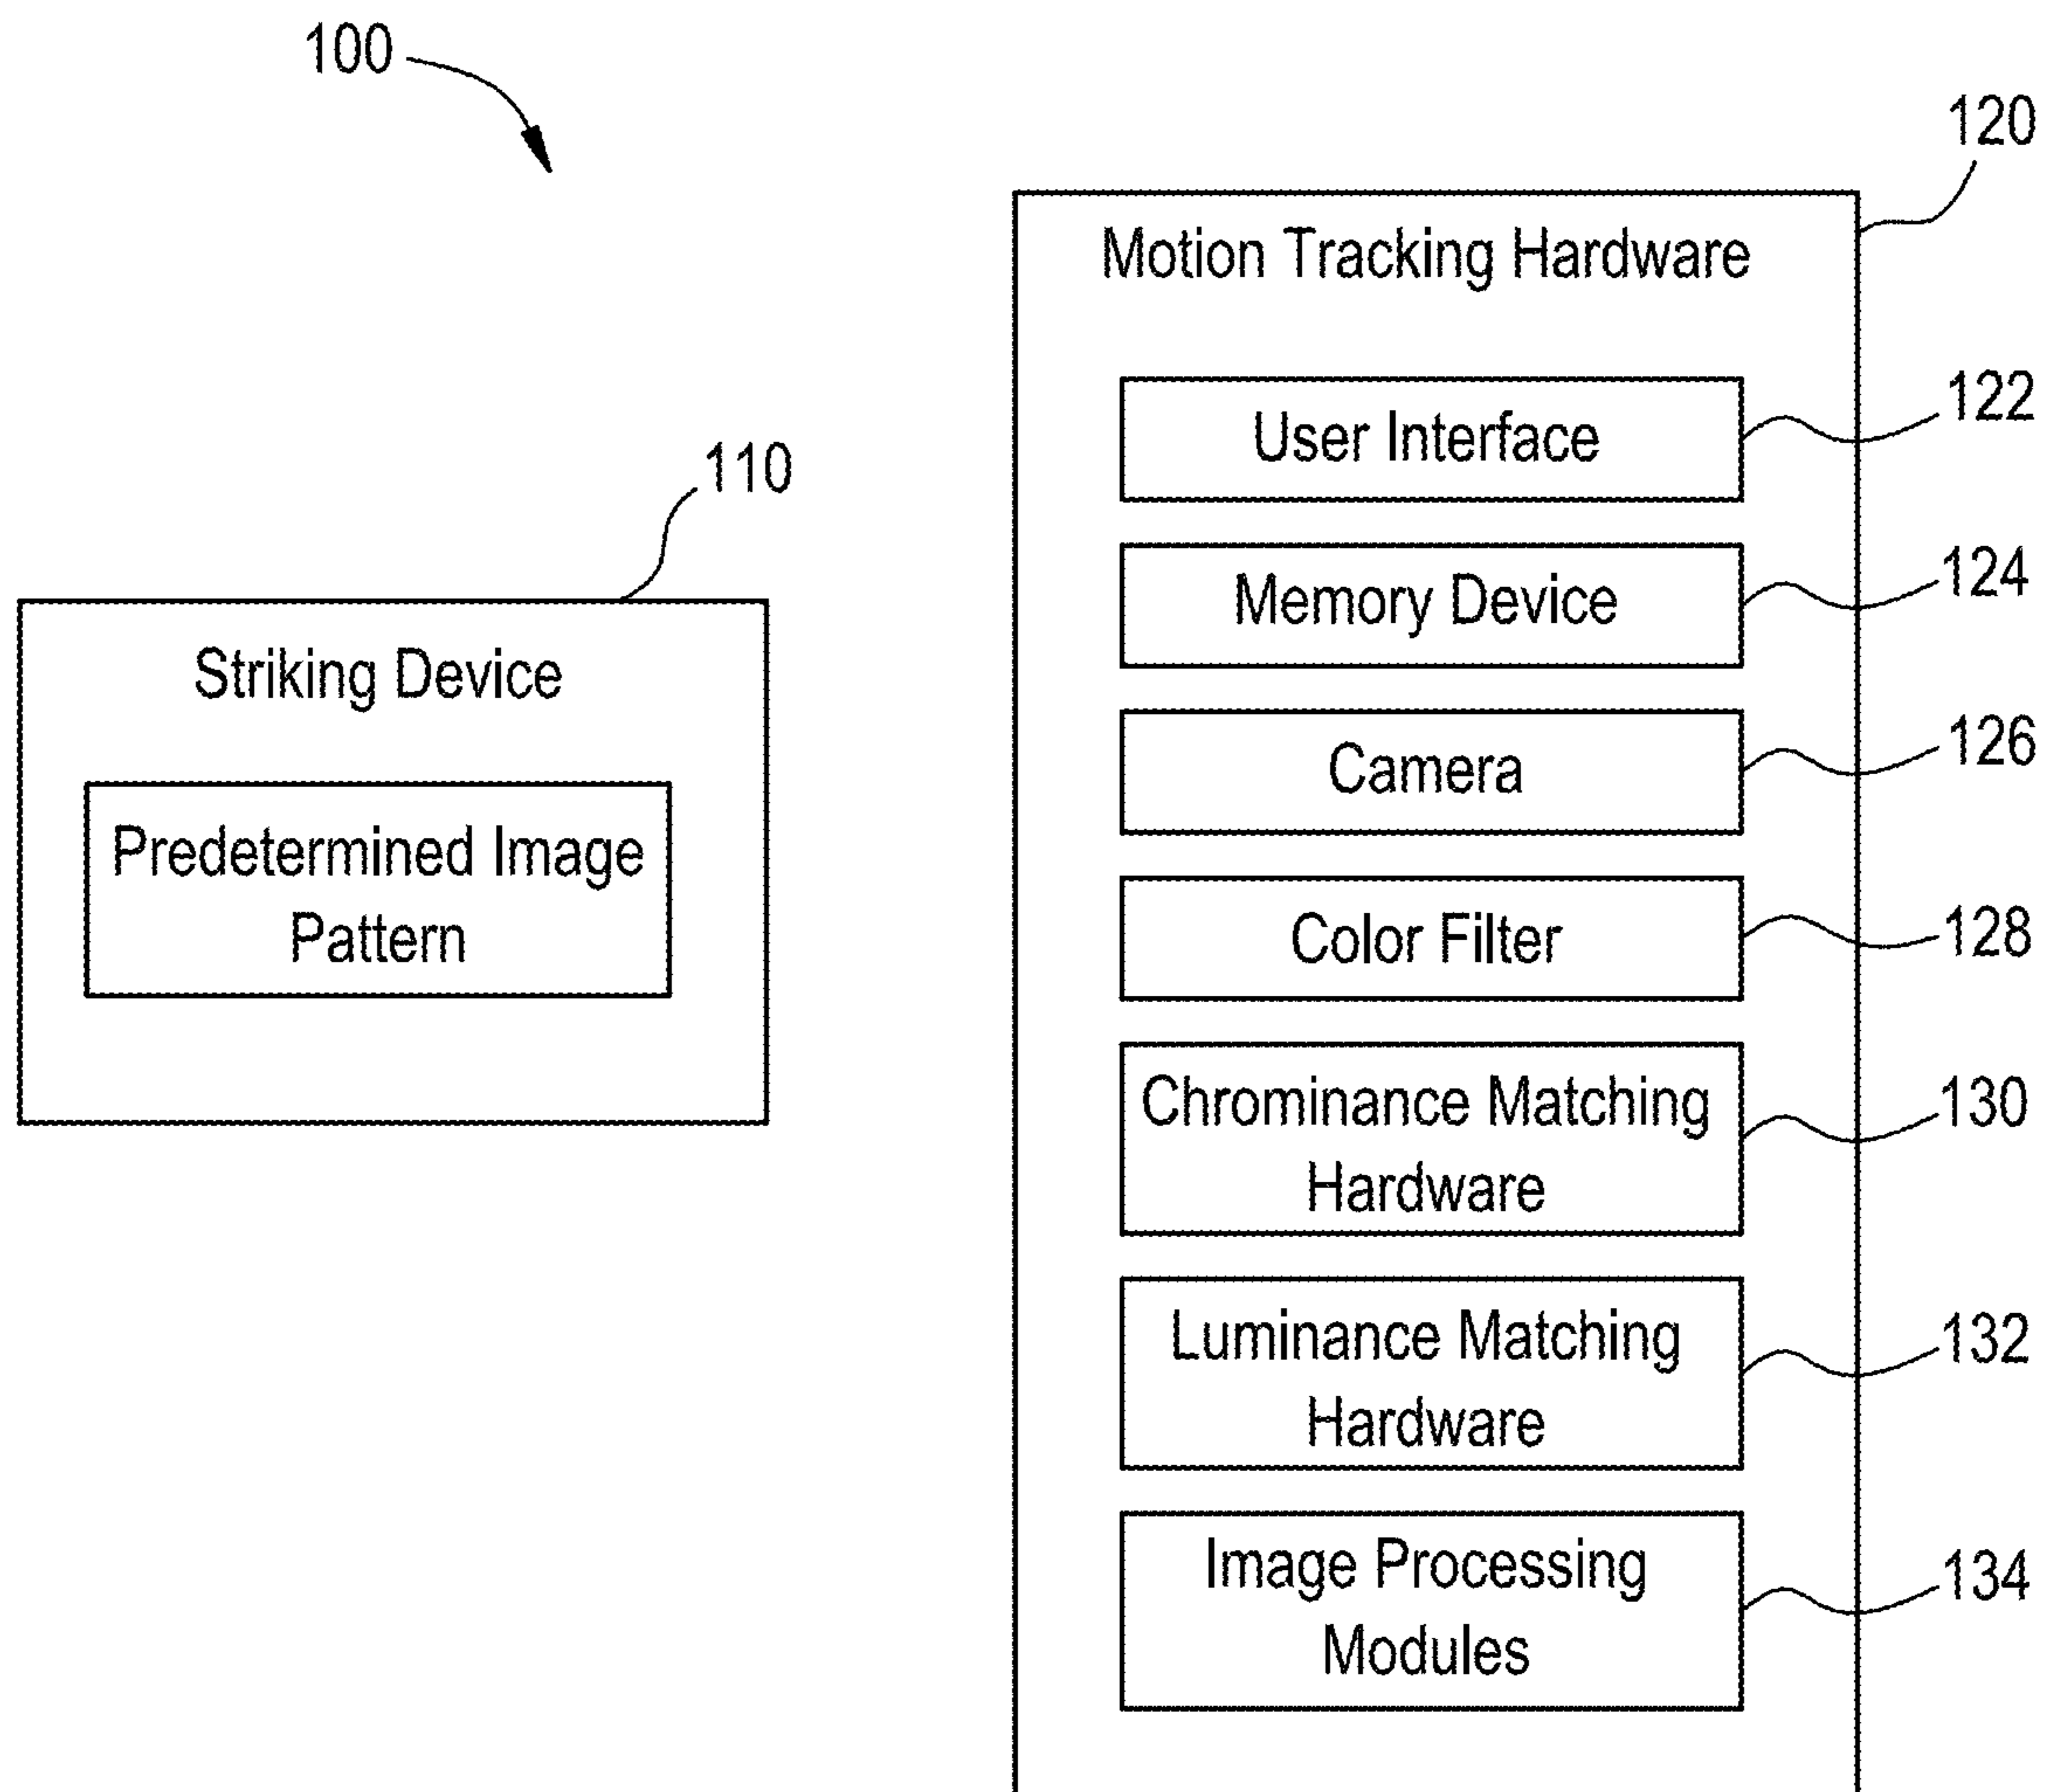 100
120
Motion Tracking Hardware
User Interface
122
110
Memory Device
124
Striking Device
Camera
126
Predetermined Image
Pattern
Color Filter
128
Chrominance Matching
Hardware
130
Luminance Matching
Hardware
132
Image Processing
Modules
134